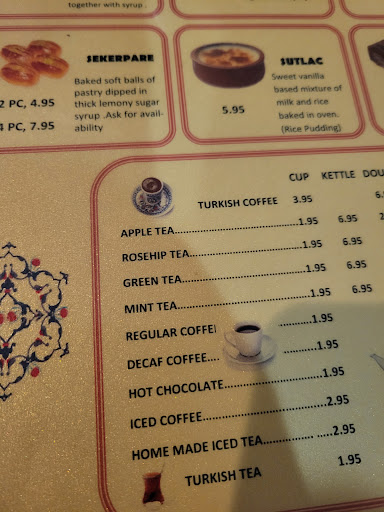 together with syrup .
SEKERPARE
Baked soft balls of
pastry dipped in
thick lemony sugar
syrup .Ask for avail-
ability
2 PC, 4.95
4 PC, 7.95
SUTLAC
Sweet vanilla
based mixture of
milk and rice
baked in oven.
(Rice Pudding)
5.95
CUP KETTLE
TURKISH COFFEE 3.95
APPLE TEA..............................1.95 6.95
ROSEHIP TEA...........................1.95 6.95
GREEN TEA..............................1.95 6.95
MINT TEA................................1.95 6.95
REGULAR COFFEE ..........1.95
DECAF COFFEE.... ..........1.95
HOT CHOCOLATE........................1.95
ICED COFFEE..............................2.95
HOME MADE ICED TEA............ .....2.95
TURKISH TEA 1.95